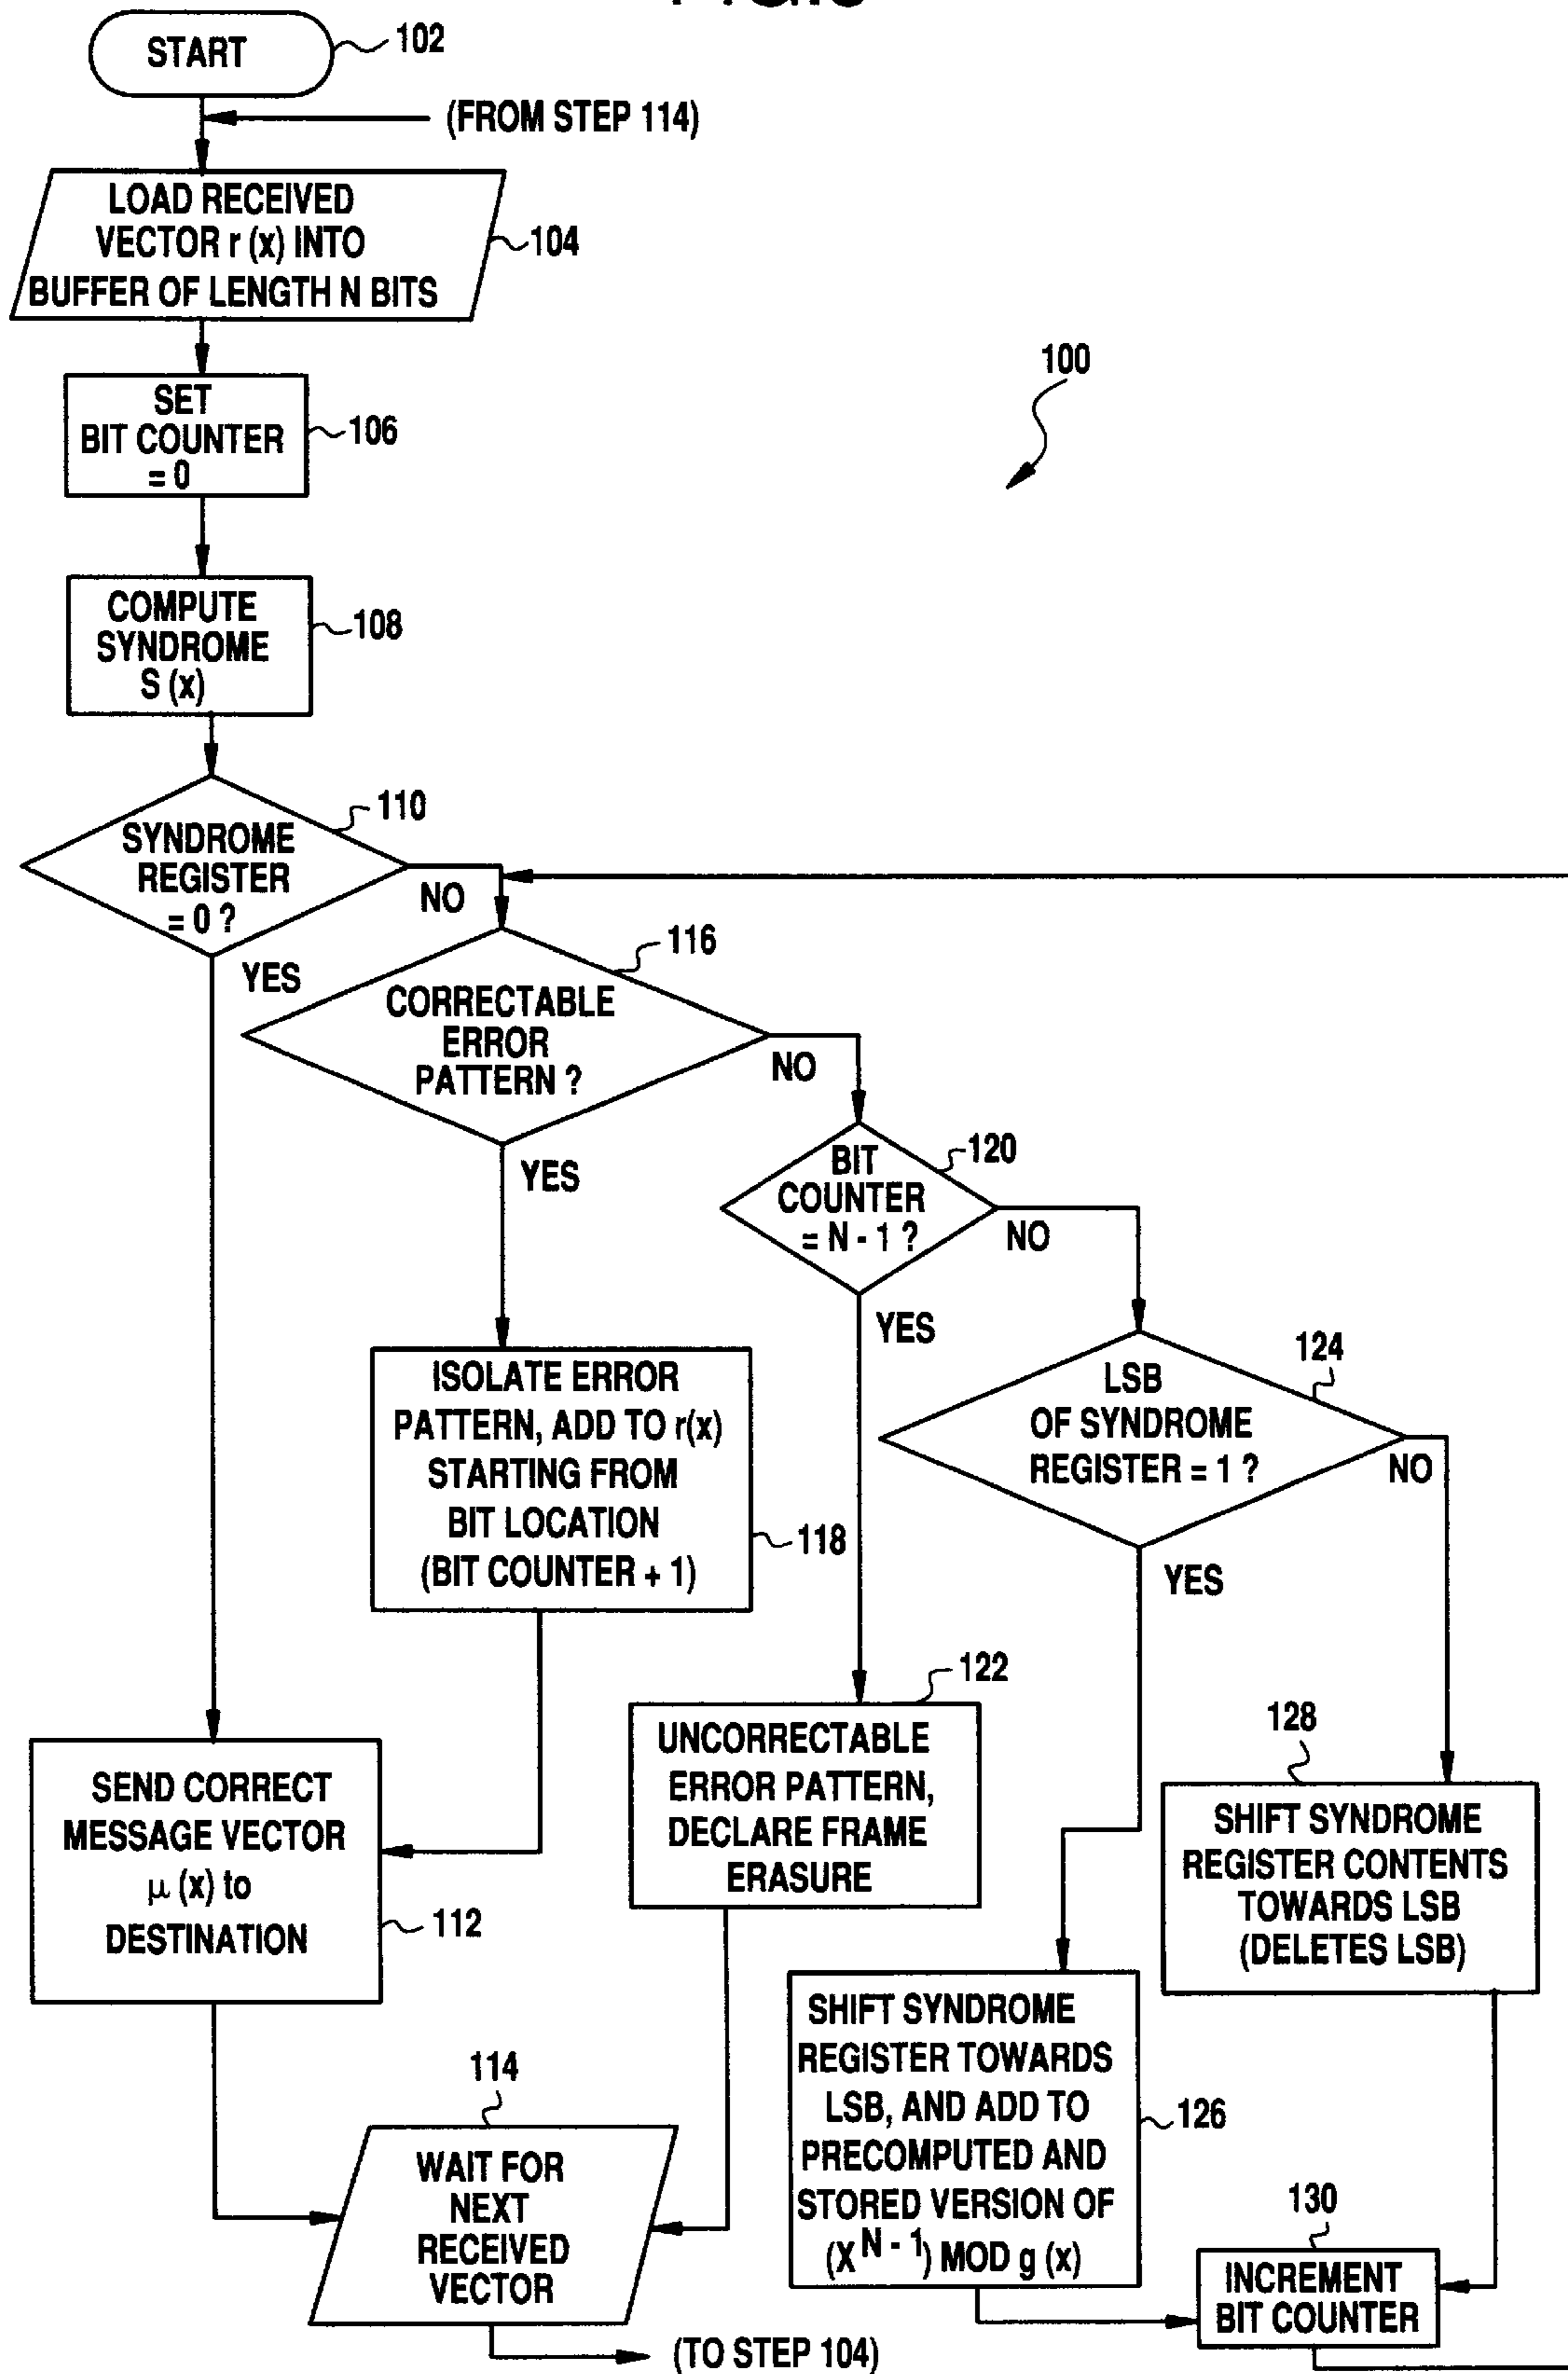 START
102
(FROM STEP 114)
LOAD RECEIVED
VECTOR r (x) INTO
BUFFER OF LENGTH N BITS
104
100
SET
BIT COUNTER
= 0
106
COMPUTE
SYNDROME
S (x)
108
SYNDROME
REGISTER
= 0 ?
110
NO
YES
CORRECTABLE
ERROR
PATTERN ?
116
NO
YES
BIT
COUNTER
= N - 1 ?
120
NO
YES
LSB
OF SYNDROME
REGISTER = 1 ?
124
NO
YES
ISOLATE ERROR
PATTERN, ADD TO r(x)
STARTING FROM
BIT LOCATION
(BIT COUNTER + 1)
118
SEND CORRECT
MESSAGE VECTOR
μ (x) to
DESTINATION
112
UNCORRECTABLE
ERROR PATTERN,
DECLARE FRAME
ERASURE
122
SHIFT SYNDROME
REGISTER CONTENTS
TOWARDS LSB
(DELETES LSB)
128
SHIFT SYNDROME
REGISTER TOWARDS
LSB, AND ADD TO
PRECOMPUTED AND
STORED VERSION OF
(X^N - 1) MOD g (x)
126
114
WAIT FOR
NEXT
RECEIVED
VECTOR
130
INCREMENT
BIT COUNTER
(TO STEP 104)